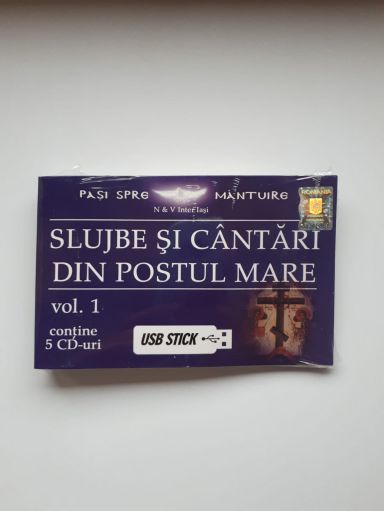 PAȘI SPRE MÂNTUIRE
N & V Inter Iași
ROMÂNIA
SLUJBE ȘI CÂNTĂRI
DIN POSTUL MARE
vol. 1
conține
5 CD-uri
USB STICK